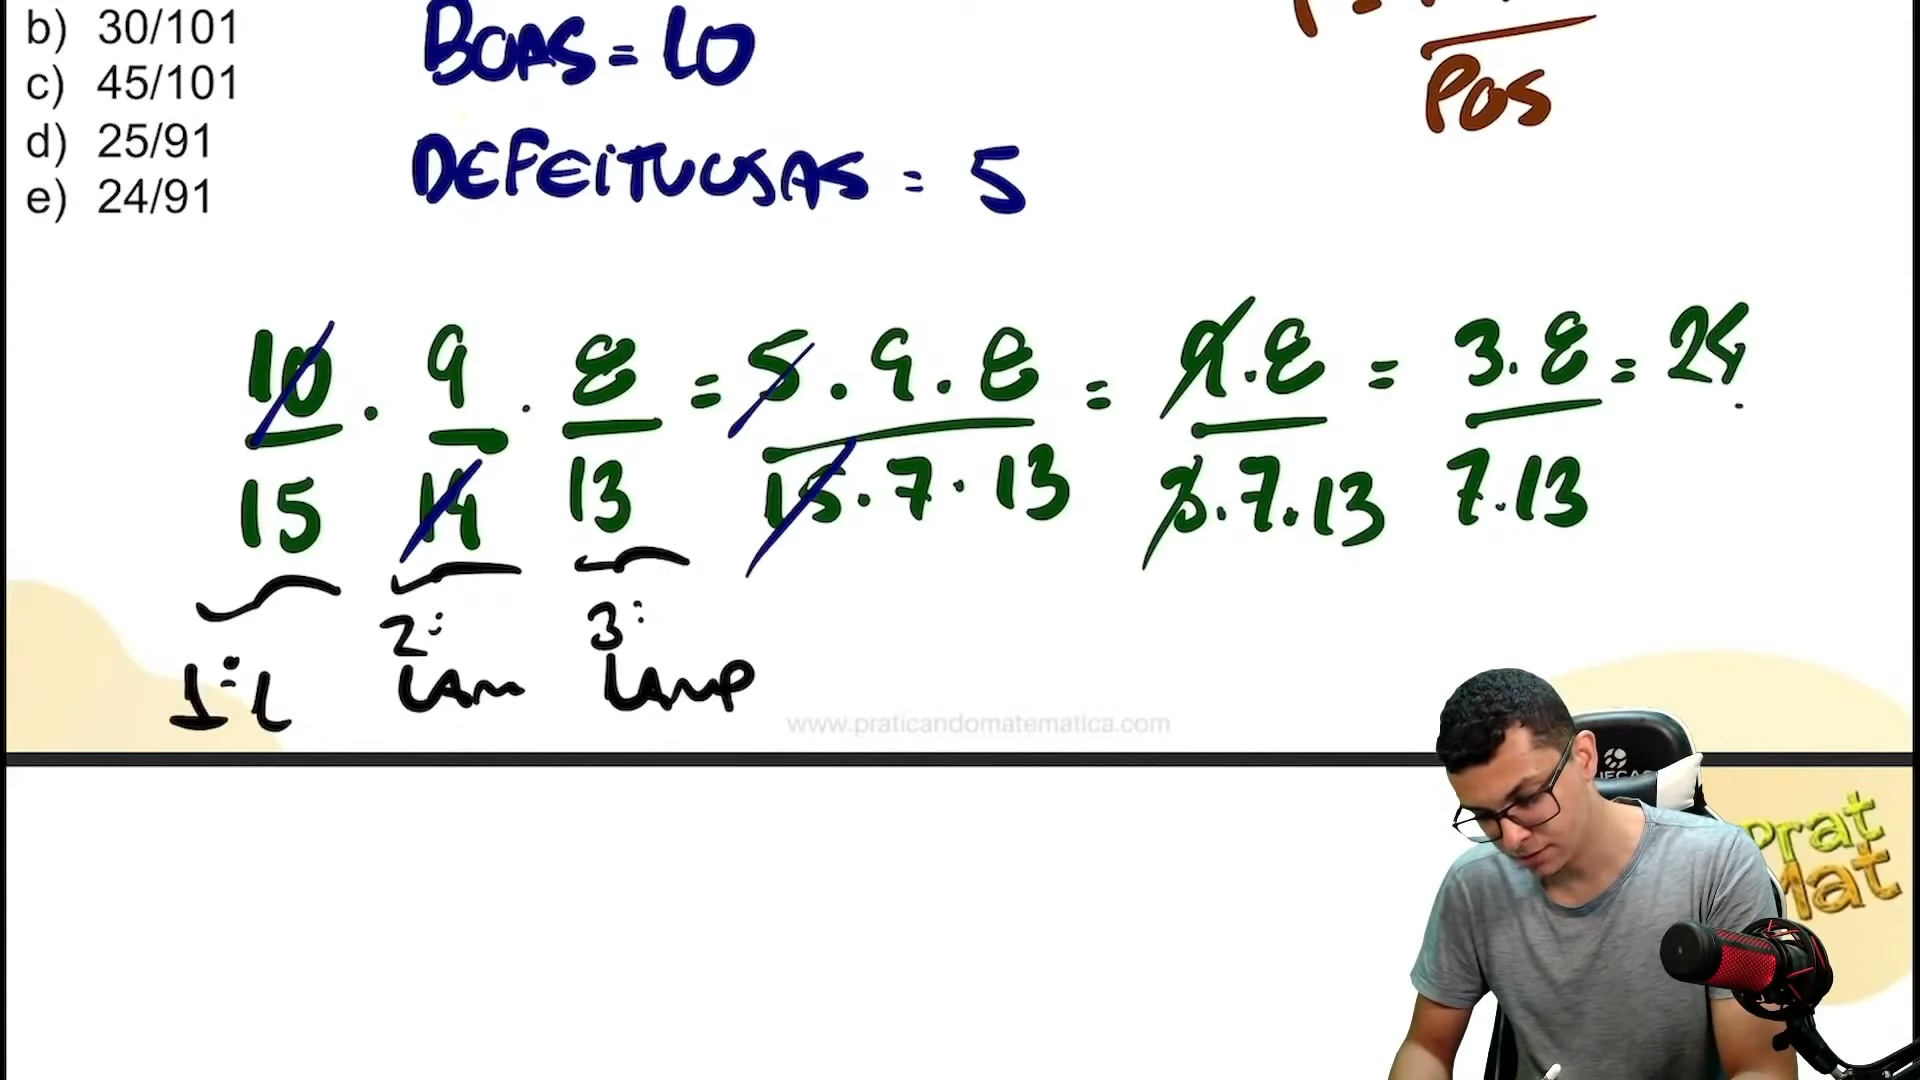 b) 30/101
c) 45/101
d) 25/91
e) 24/91
BOAS = 10
DEFEITUOSAS = 5
POS
10/15 . 9/14 . 8/13 = 5.9.8/15.7.13 = 9.8/3.7.13 = 3.8/7.13 = 24
1ª L
2ª LAM
3ª LAMP
www.praticandomatematica.com
Prat
Mat